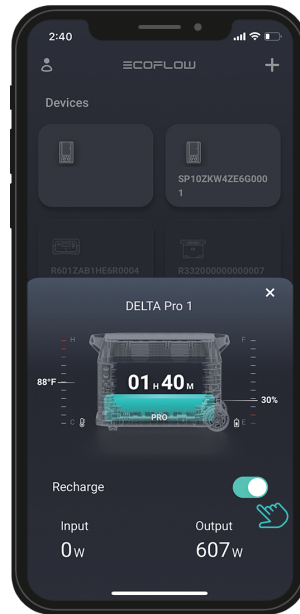 2:40
ECOFLOW
Devices
SP10ZKW4ZE6G000
1
R601ZAB1HE6R0004
R332000000000007
DELTA Pro 1
H
F
01 H 40 M
88°F
30%
PRO
C
E
Recharge
Input
Output
0W
607W